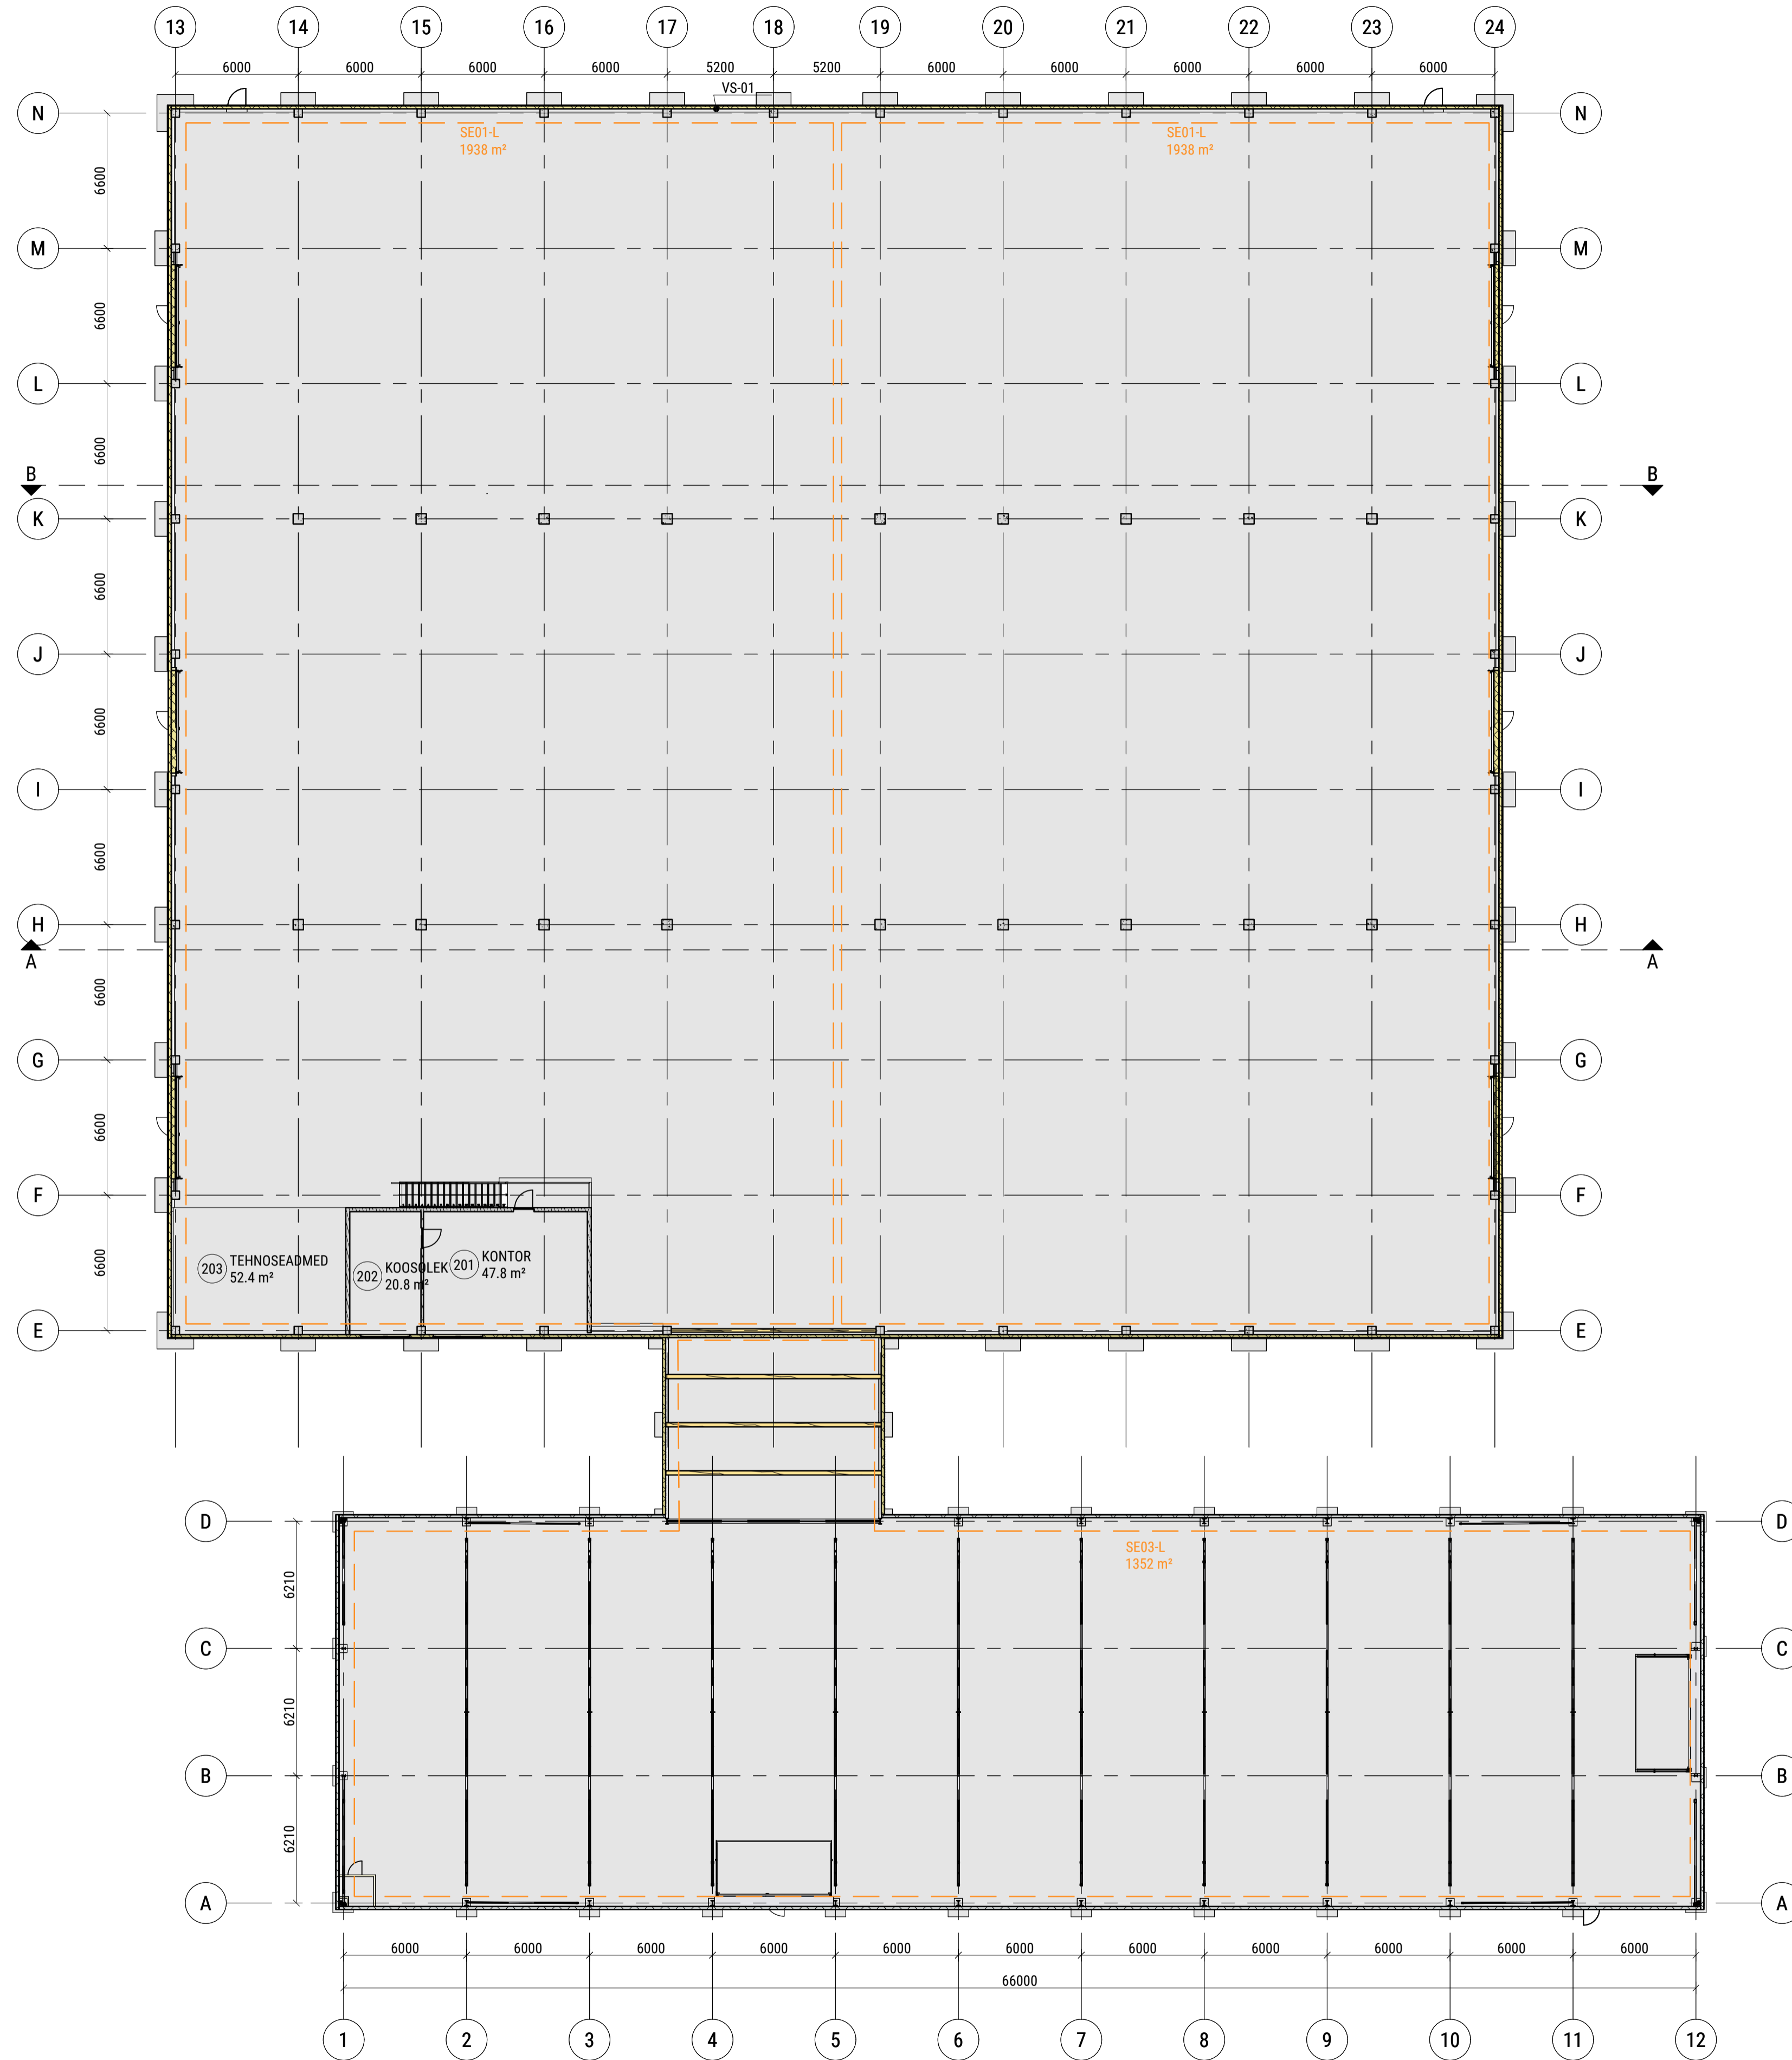 13 14 15 16 17 18 19 20 21 22 23 24
6000 6000 6000 6000 5200 5200 6000 6000 6000 6000 6000
VS-01
N N
SE01-L SE01-L
1938 m² 1938 m²
6600
M M
6600
L L
6600
B B
K K
6600
J J
6600
I I
6600
H H
A A
6600
G G
6600
F F
6600
203 TEHNOSEADMED
52.4 m²
202 KOOSOLEK
20.8 m²
201 KONTOR
47.8 m²
E E
D D
SE03-L
1352 m²
6210
C C
6210
B B
6210
A A
6000 6000 6000 6000 6000 6000 6000 6000 6000 6000 6000
66000
1 2 3 4 5 6 7 8 9 10 11 12